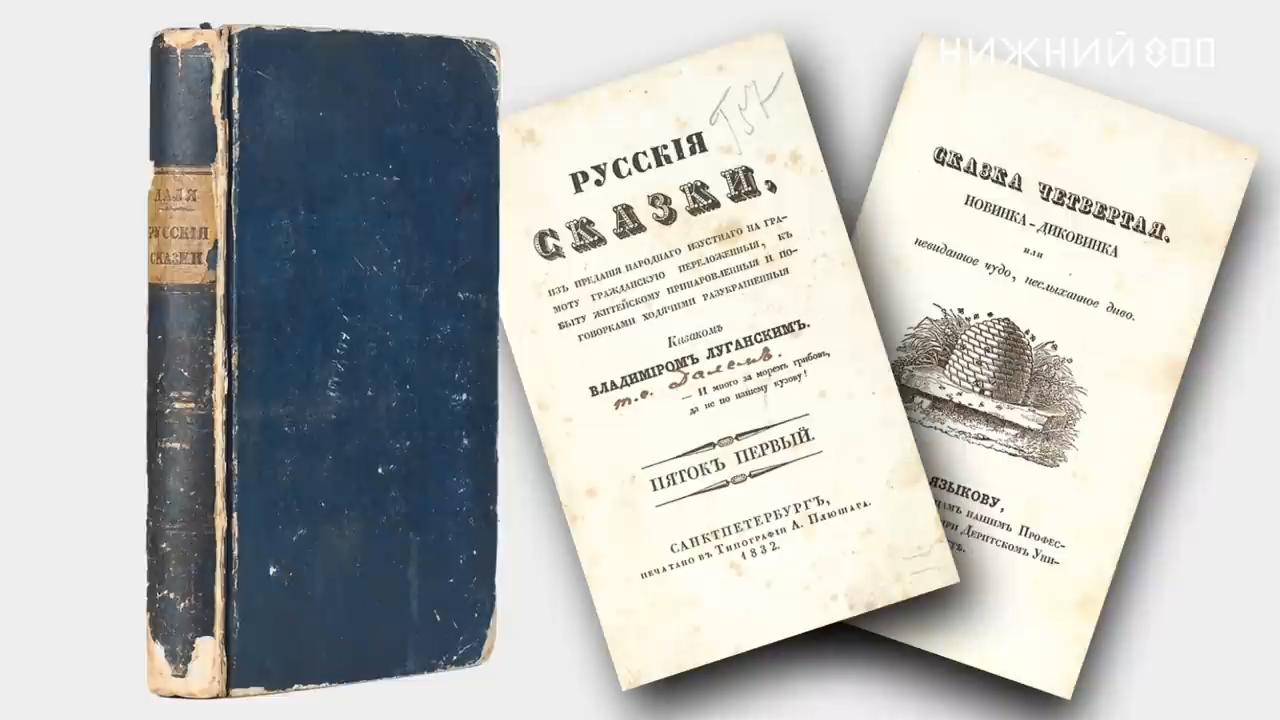 НИЖНИЙ 800
ДАЛЯ
РУССКІЯ
СКАЗКИ
РУССКІЯ
СКАЗКИ,
ИЗЪ ПРЕДАНІЯ НАРОДНАГО ИЗУСТНАГО НА ГРА-
МОТУ ГРАЖДАНСКУЮ ПЕРЕЛОЖЕННЫЯ, КЪ
БЫТУ ЖИТЕЙСКОМУ ПРИНАРОВЛЕННЫЯ И ПО-
ГОВОРКАМИ ХОДЯЧИМИ РАЗУКРАШЕННЫЯ
Казакомъ
ВЛАДИМІРОМЪ ЛУГАНСКИМЪ.
т.е. Далемъ.
— И много за моремъ грибовъ,
да не по нашему кузову!
ПЯТОКЪ ПЕРВЫЙ.
САНКТПЕТЕРБУРГЪ,
ПЕЧАТАНО ВЪ ТИПОГРАФІИ А. ПЛЮШАРА.
1832.
СКАЗКА ЧЕТВЕРТАЯ.
НОВИНКА-ДИКОВИНКА
или
невиданное чудо, неслыханное диво.
ЯЗЫКОВУ,
НАШИМЪ ПРОФЕС-
ПРИ ДЕРПТСКОМЪ УНИ-